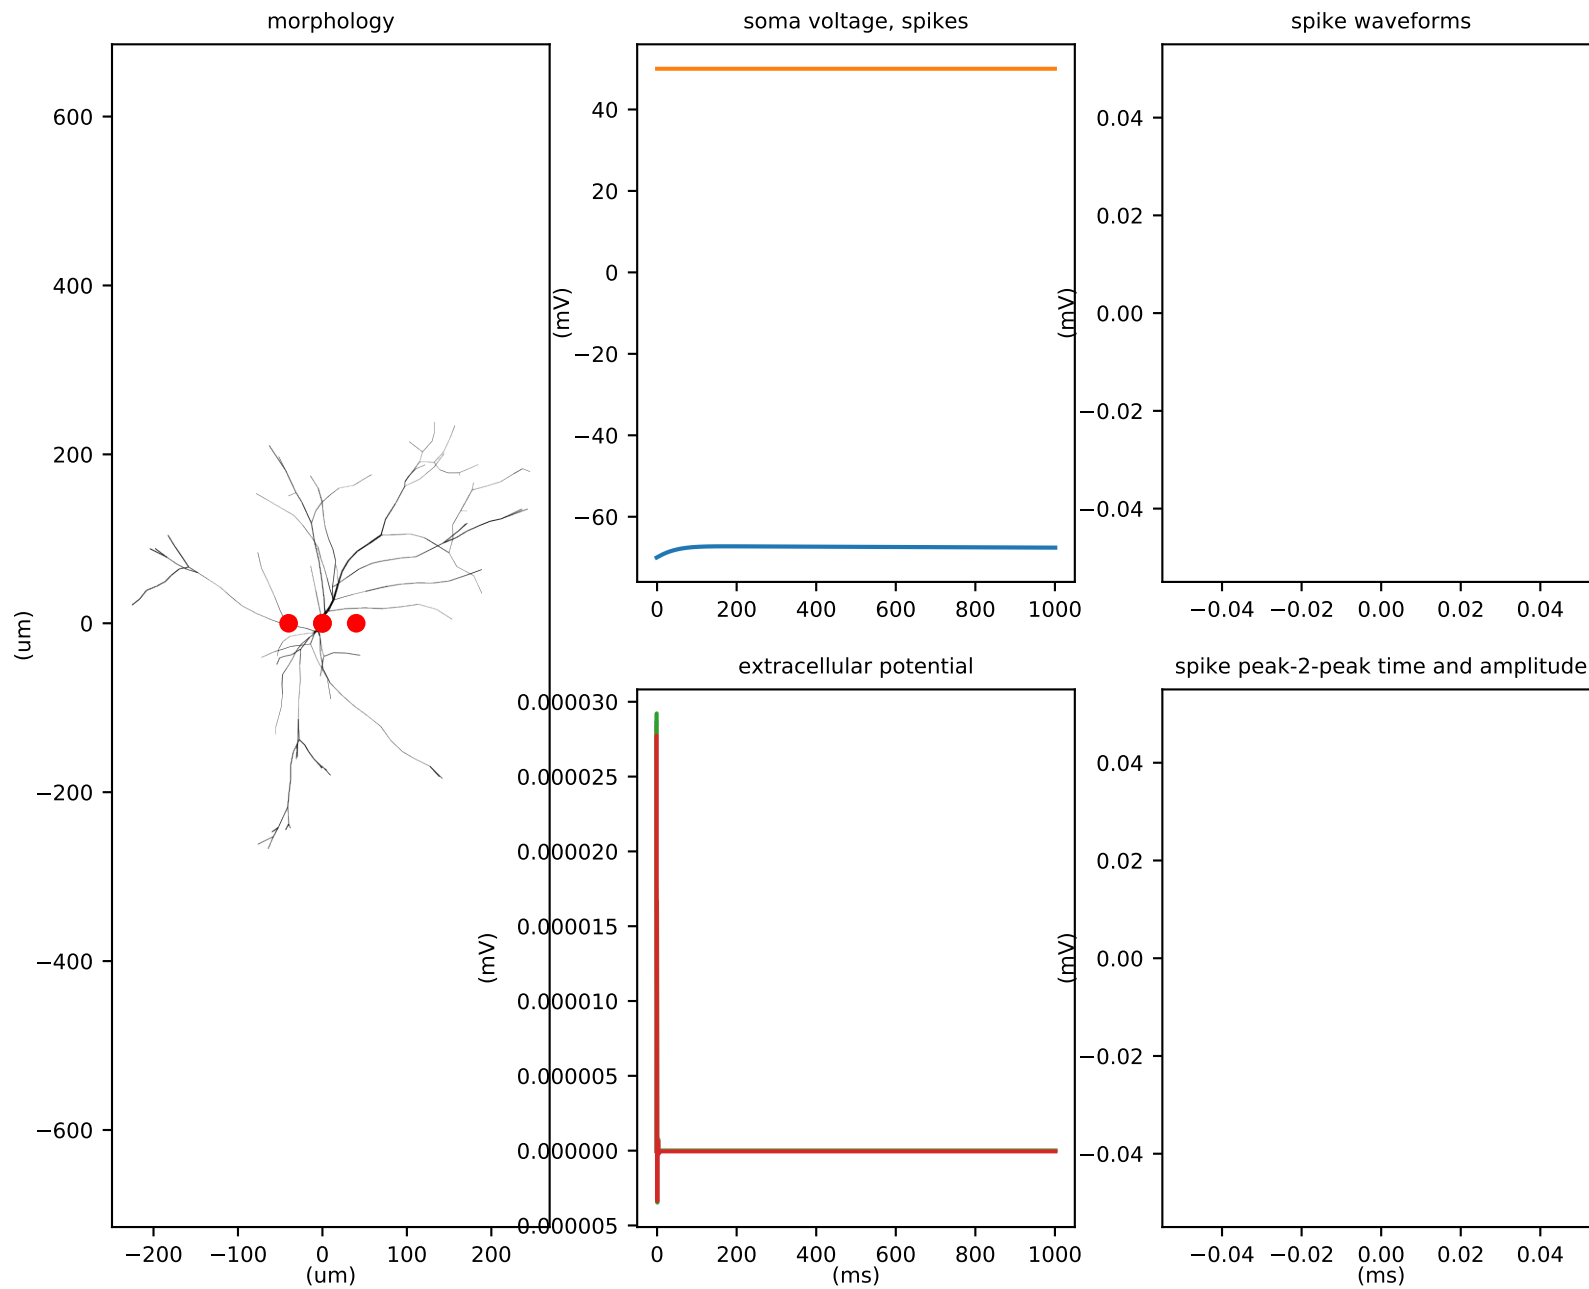 morphology
600
400
200
0
−200
−400
−600
(um)
−200 −100 0 100 200
(um)
soma voltage, spikes
40
20
0
−20
−40
−60
(mV)
0 200 400 600 800 1000
extracellular potential
0.000030
0.000025
0.000020
0.000015
0.000010
0.000005
0.000000
0.000005
(mV)
0 200 400 600 800 1000
(ms)
spike waveforms
0.04
0.02
0.00
−0.02
−0.04
(mV)
−0.04 −0.02 0.00 0.02 0.04
spike peak-2-peak time and amplitude
0.04
0.02
0.00
−0.02
−0.04
(mV)
−0.04 −0.02 0.00 0.02 0.04
(ms)